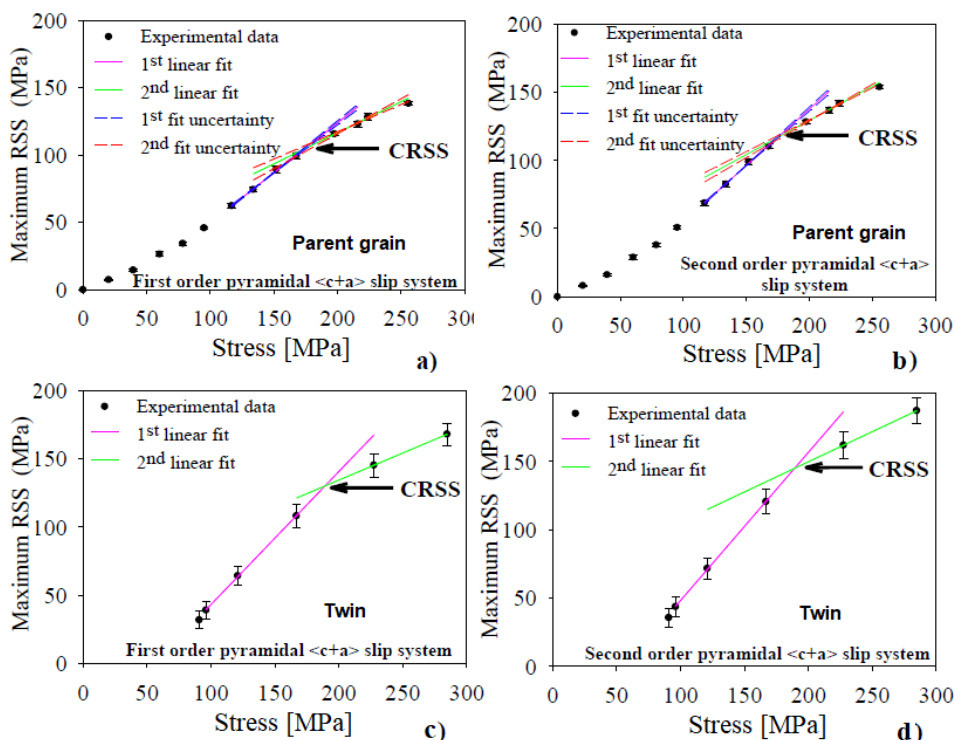 200
150
100
50
0
Maximum RSS (MPa)
Experimental data
1st linear fit
2nd linear fit
1st fit uncertainty
2nd fit uncertainty
CRSS
Parent grain
First order pyramidal <c+a> slip system
0 50 100 150 200 250 300
Stress [MPa]
a)
200
150
100
50
0
Maximum RSS (MPa)
Experimental data
1st linear fit
2nd linear fit
1st fit uncertainty
2nd fit uncertainty
CRSS
Parent grain
Second order pyramidal <c+a>
slip system
0 50 100 150 200 250 300
Stress [MPa]
b)
200
150
100
50
0
Maximum RSS (MPa)
Experimental data
1st linear fit
2nd linear fit
CRSS
Twin
First order pyramidal <c+a> slip system
0 50 100 150 200 250 300
Stress [MPa]
c)
200
150
100
50
0
Maximum RSS (MPa)
Experimental data
1st linear fit
2nd linear fit
CRSS
Twin
Second order pyramidal <c+a> slip system
0 50 100 150 200 250 300
Stress [MPa]
d)